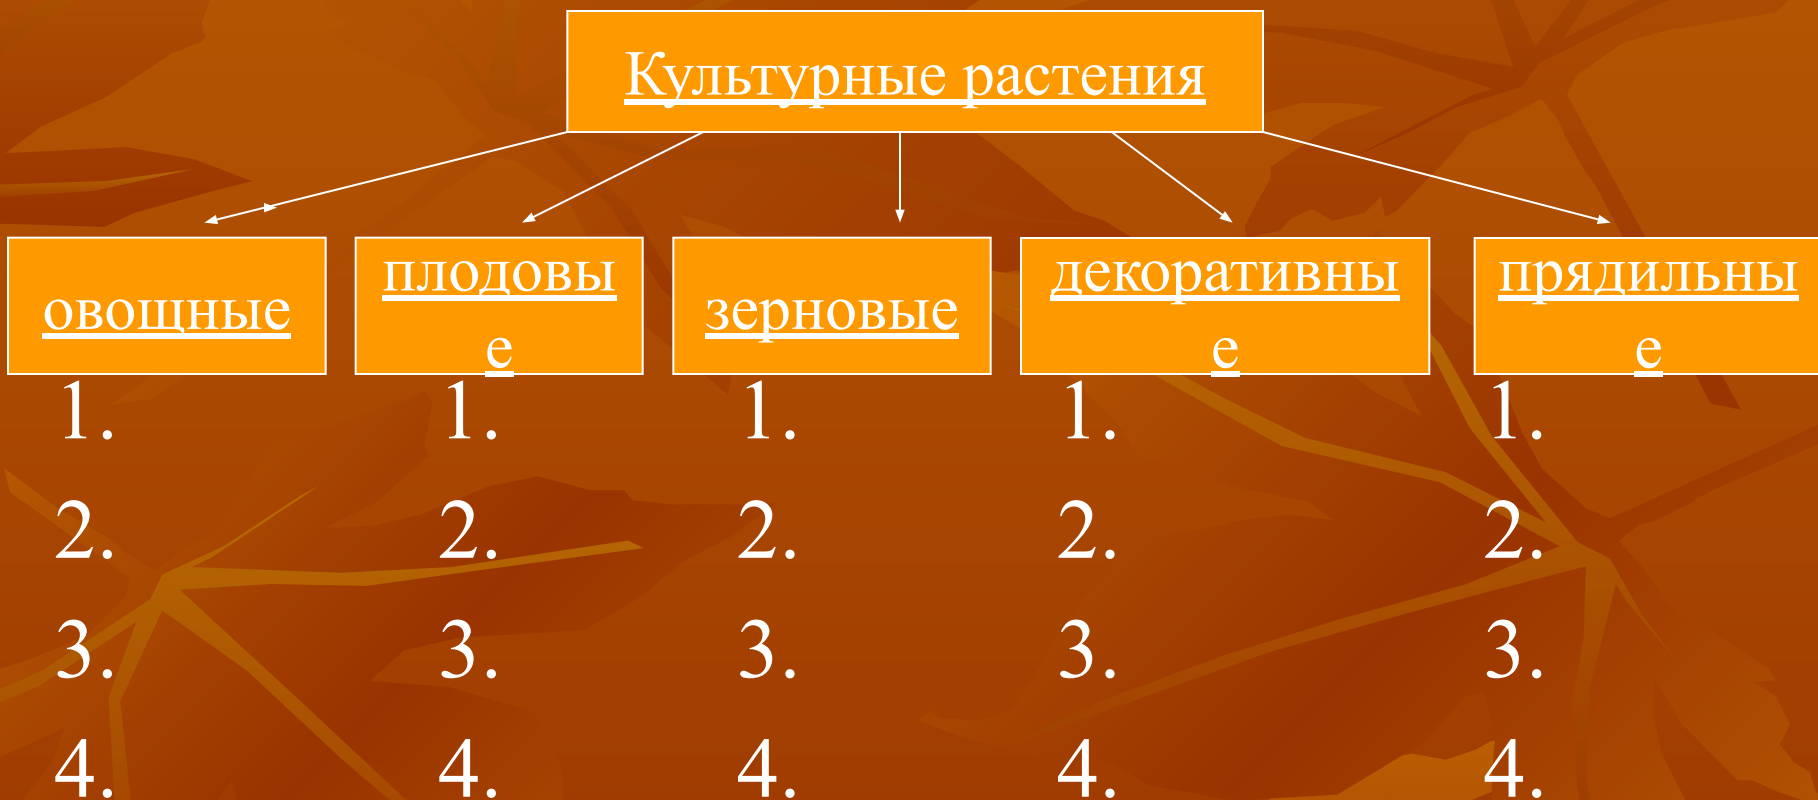 Культурные растения
овощные
плодовы
е
зерновые
декоративны
е
прядильны
е
1. 1. 1. 1. 1.
2. 2. 2. 2. 2.
3. 3. 3. 3. 3.
4. 4. 4. 4. 4.